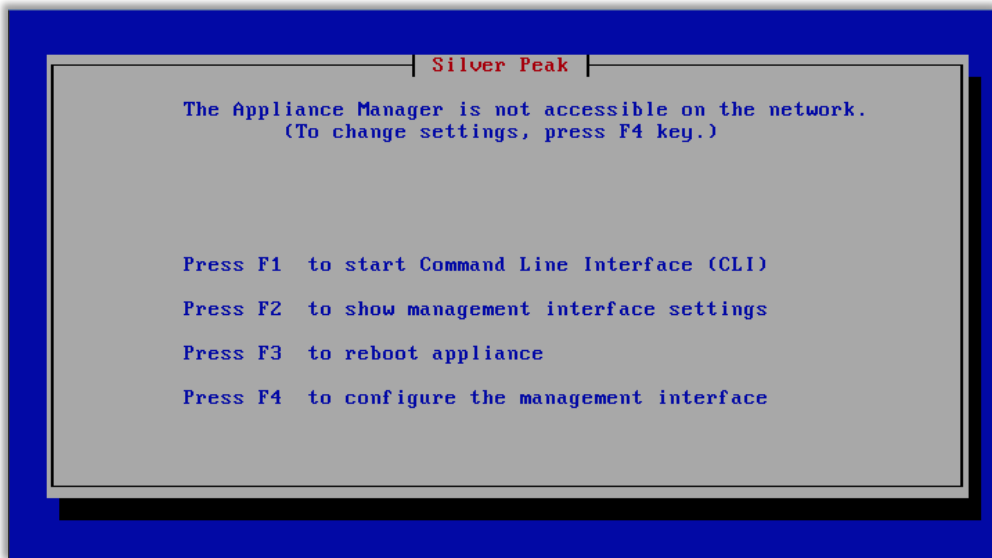 Silver Peak
The Appliance Manager is not accessible on the network.
(To change settings, press F4 key.)
Press F1 to start Command Line Interface (CLI)
Press F2 to show management interface settings
Press F3 to reboot appliance
Press F4 to configure the management interface